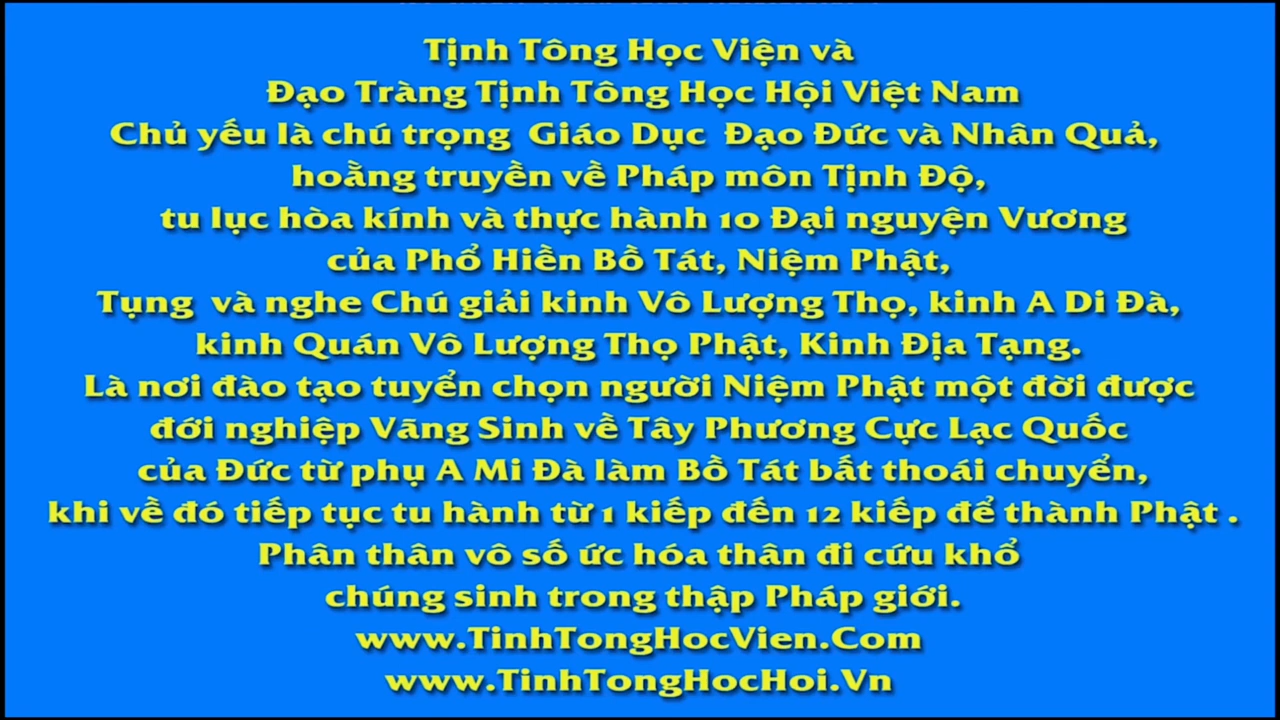 Tịnh Tông Học Viện và
Đạo Tràng Tịnh Tông Học Hội Việt Nam
Chủ yếu là chú trọng Giáo Dục Đạo Đức và Nhân Quả,
hoằng truyền về Pháp môn Tịnh Độ,
tu lục hòa kính và thực hành 10 Đại nguyện Vương
của Phổ Hiền Bồ Tát, Niệm Phật,
Tụng và nghe Chú giải kinh Vô Lượng Thọ, kinh A Di Đà,
kinh Quán Vô Lượng Thọ Phật, Kinh Địa Tạng.
Là nơi đào tạo tuyển chọn người Niệm Phật một đời được
đới nghiệp Vãng Sinh về Tây Phương Cực Lạc Quốc
của Đức từ phụ A Mi Đà làm Bồ Tát bất thoái chuyển,
khi về đó tiếp tục tu hành từ 1 kiếp đến 12 kiếp để thành Phật .
Phân thân vô số ức hóa thân đi cứu khổ
chúng sinh trong thập Pháp giới.
www.TinhTongHocVien.Com
www.TinhTongHocHoi.Vn